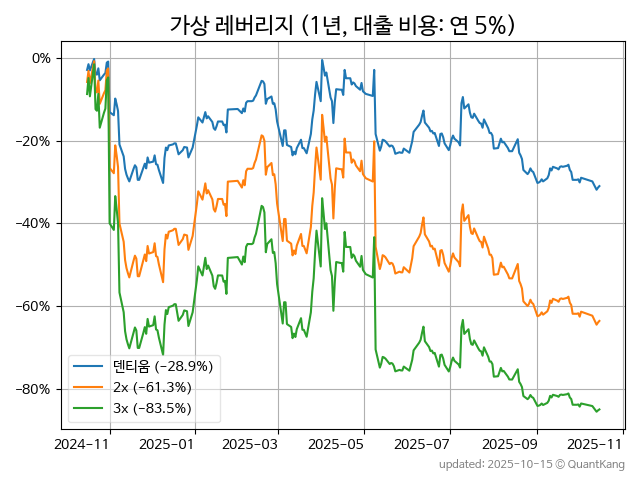 가상 레버리지 (1년, 대출 비용: 연 5%)
0%
−20%
−40%
−60%
−80%
덴티움 (−28.9%)
2x (−61.3%)
3x (−83.5%)
2024−11 2025−01 2025−03 2025−05 2025−07 2025−09 2025−11
updated: 2025-10-15 © QuantKang